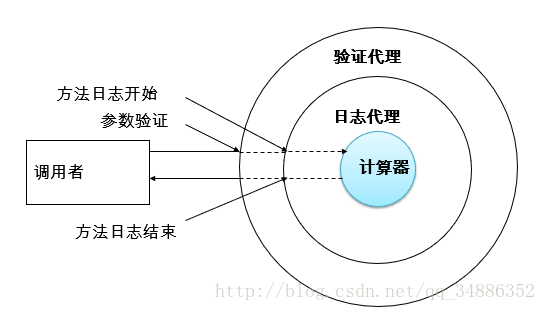 验证代理
方法日志开始
日志代理
参数验证
调用者
计算器
方法日志结束
http://blog.csdn.net/qq_34886352